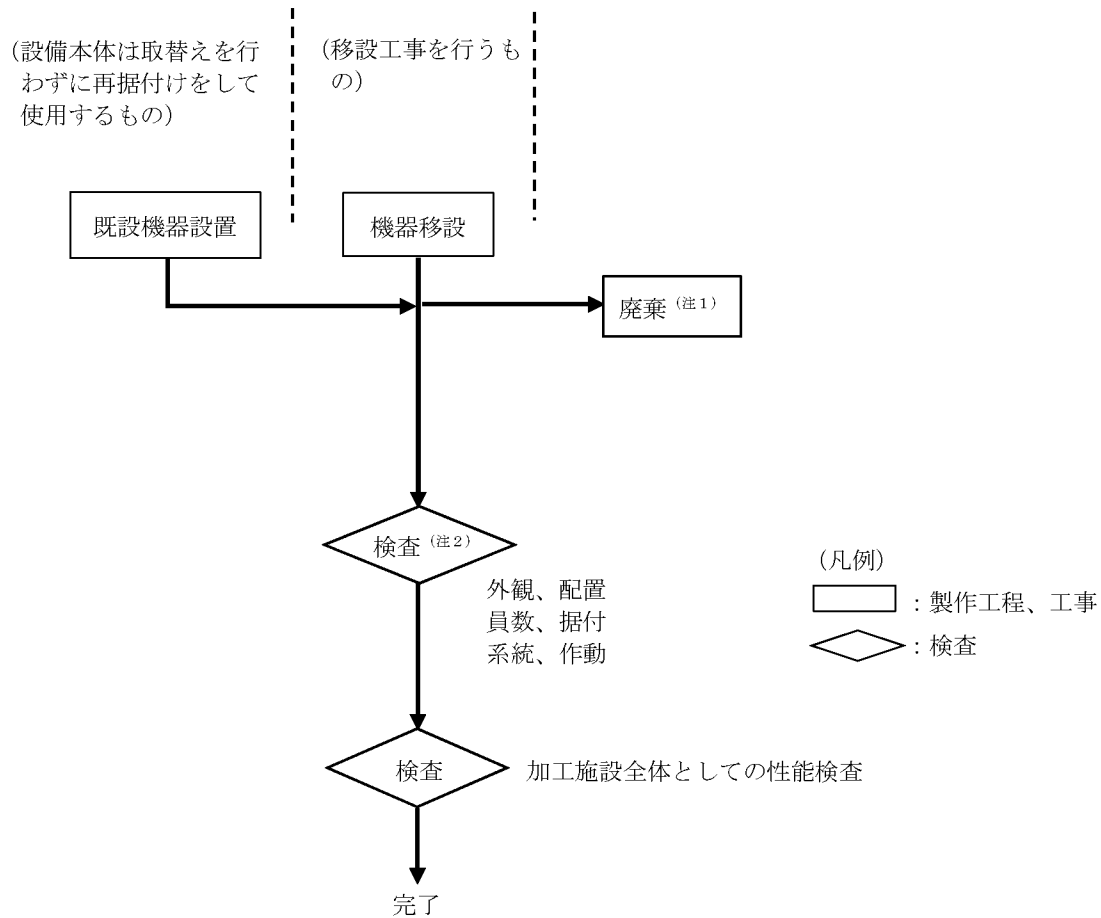 (設備本体は取替えを行
わずに再据付けをして
使用するもの)
(移設工事を行うも
の)
既設機器設置
機器移設
廃棄(注1)
検査(注2)
外観、配置
員数、据付
系統、作動
(凡例)
:製作工程、工事
:検査
検査
加工施設全体としての性能検査
完了